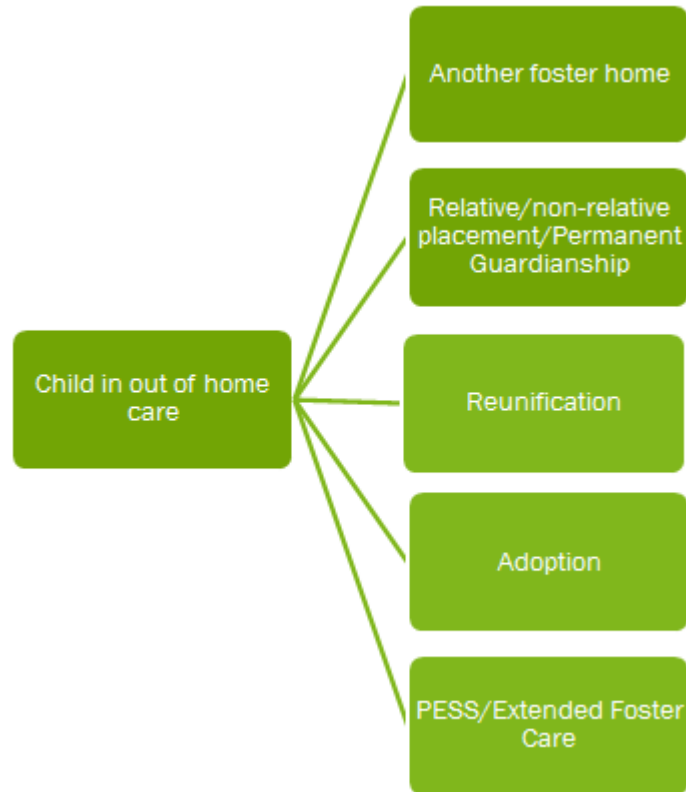 Another foster home
Relative/non-relative
placement/Permanent
Guardianship
Child in out of home
care
Reunification
Adoption
PESS/Extended Foster
Care